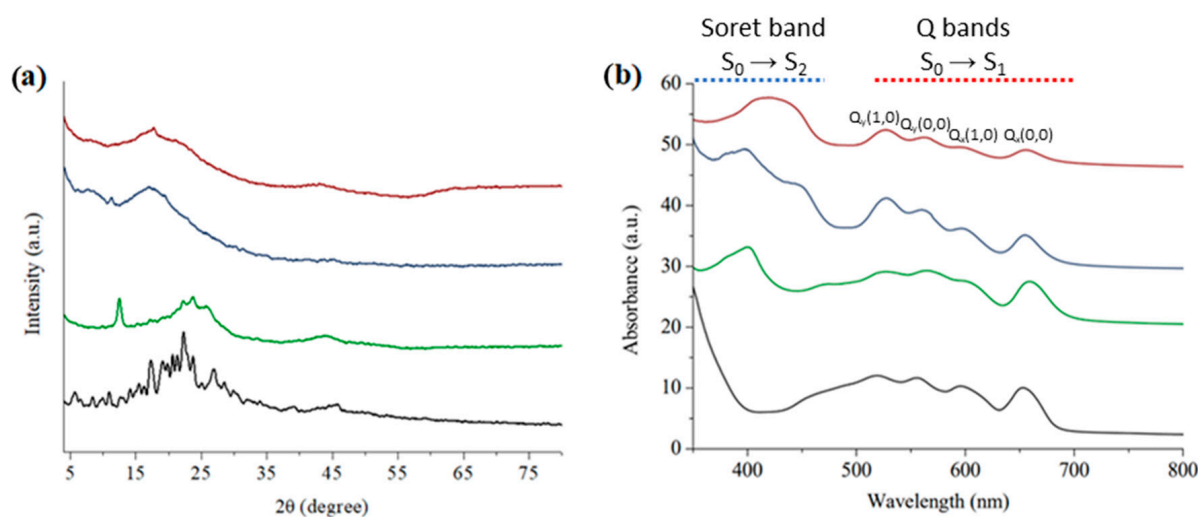 (a)
Intensity (a.u.)
5 15 25 35 45 55 65 75
2θ (degree)
Soret band
S₀ → S₂
Q bands
S₀ → S₁
(b)
Qᵧ(1,0) Qᵧ(0,0) Qₓ(1,0) Qₓ(0,0)
60
50
40
30
20
10
0
Absorbance (a.u.)
400 500 600 700 800
Wavelength (nm)